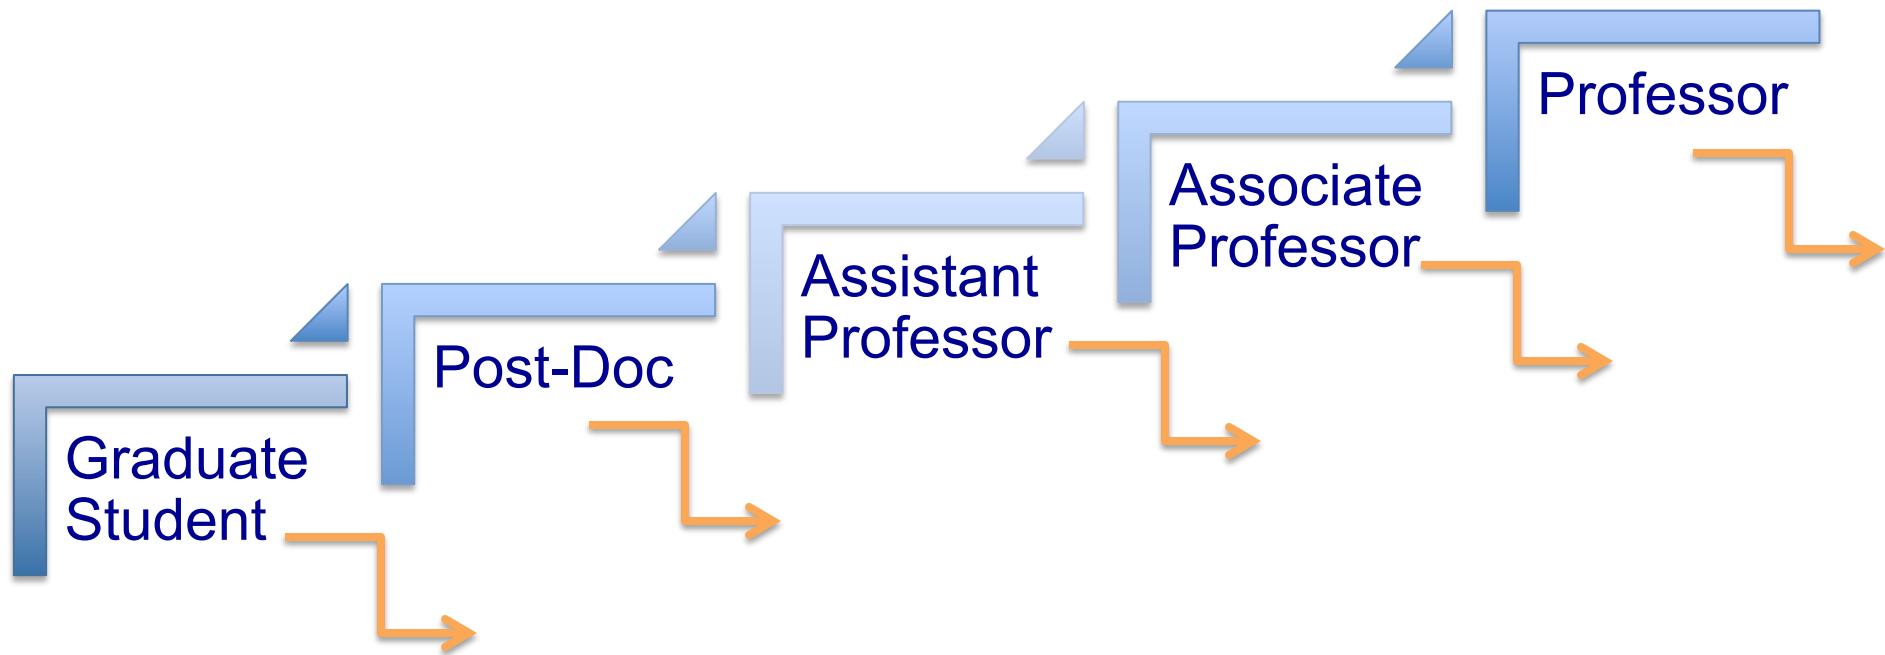 Graduate
Student
Post-Doc
Assistant
Professor
Associate
Professor
Professor